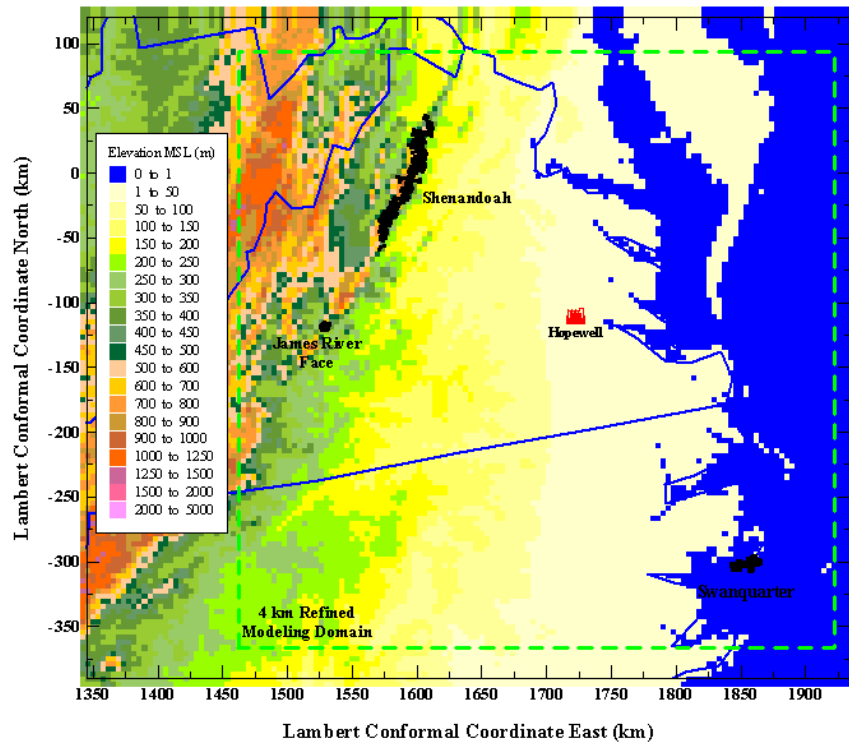 100
50
0
-50
-100
-150
-200
-250
-300
-350
Lambert Conformal Coordinate North (km)
Elevation MSL (m)
0 to 1
1 to 50
50 to 100
100 to 150
150 to 200
200 to 250
250 to 300
300 to 350
350 to 400
400 to 450
450 to 500
500 to 600
600 to 700
700 to 800
800 to 900
900 to 1000
1000 to 1250
1250 to 1500
1500 to 2000
2000 to 5000
Shenandoah
James River
Face
Hopewell
Swanquarter
4 km Refined
Modeling Domain
1350 1400 1450 1500 1550 1600 1650 1700 1750 1800 1850 1900
Lambert Conformal Coordinate East (km)